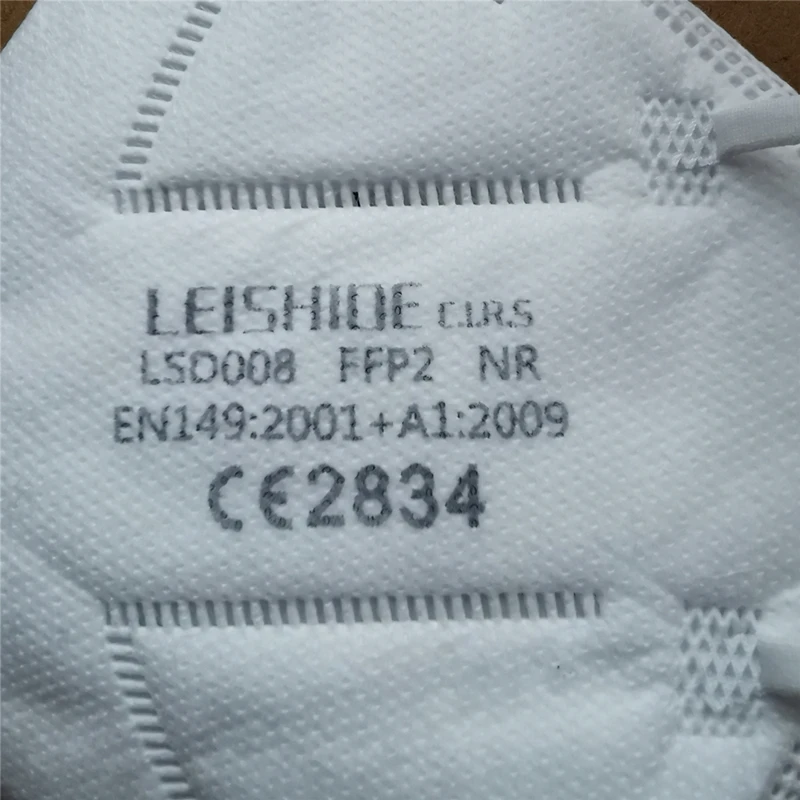 LEISHIDE C.I.R.S
LSD008 FFP2 NR
EN149:2001+A1:2009
CE2834